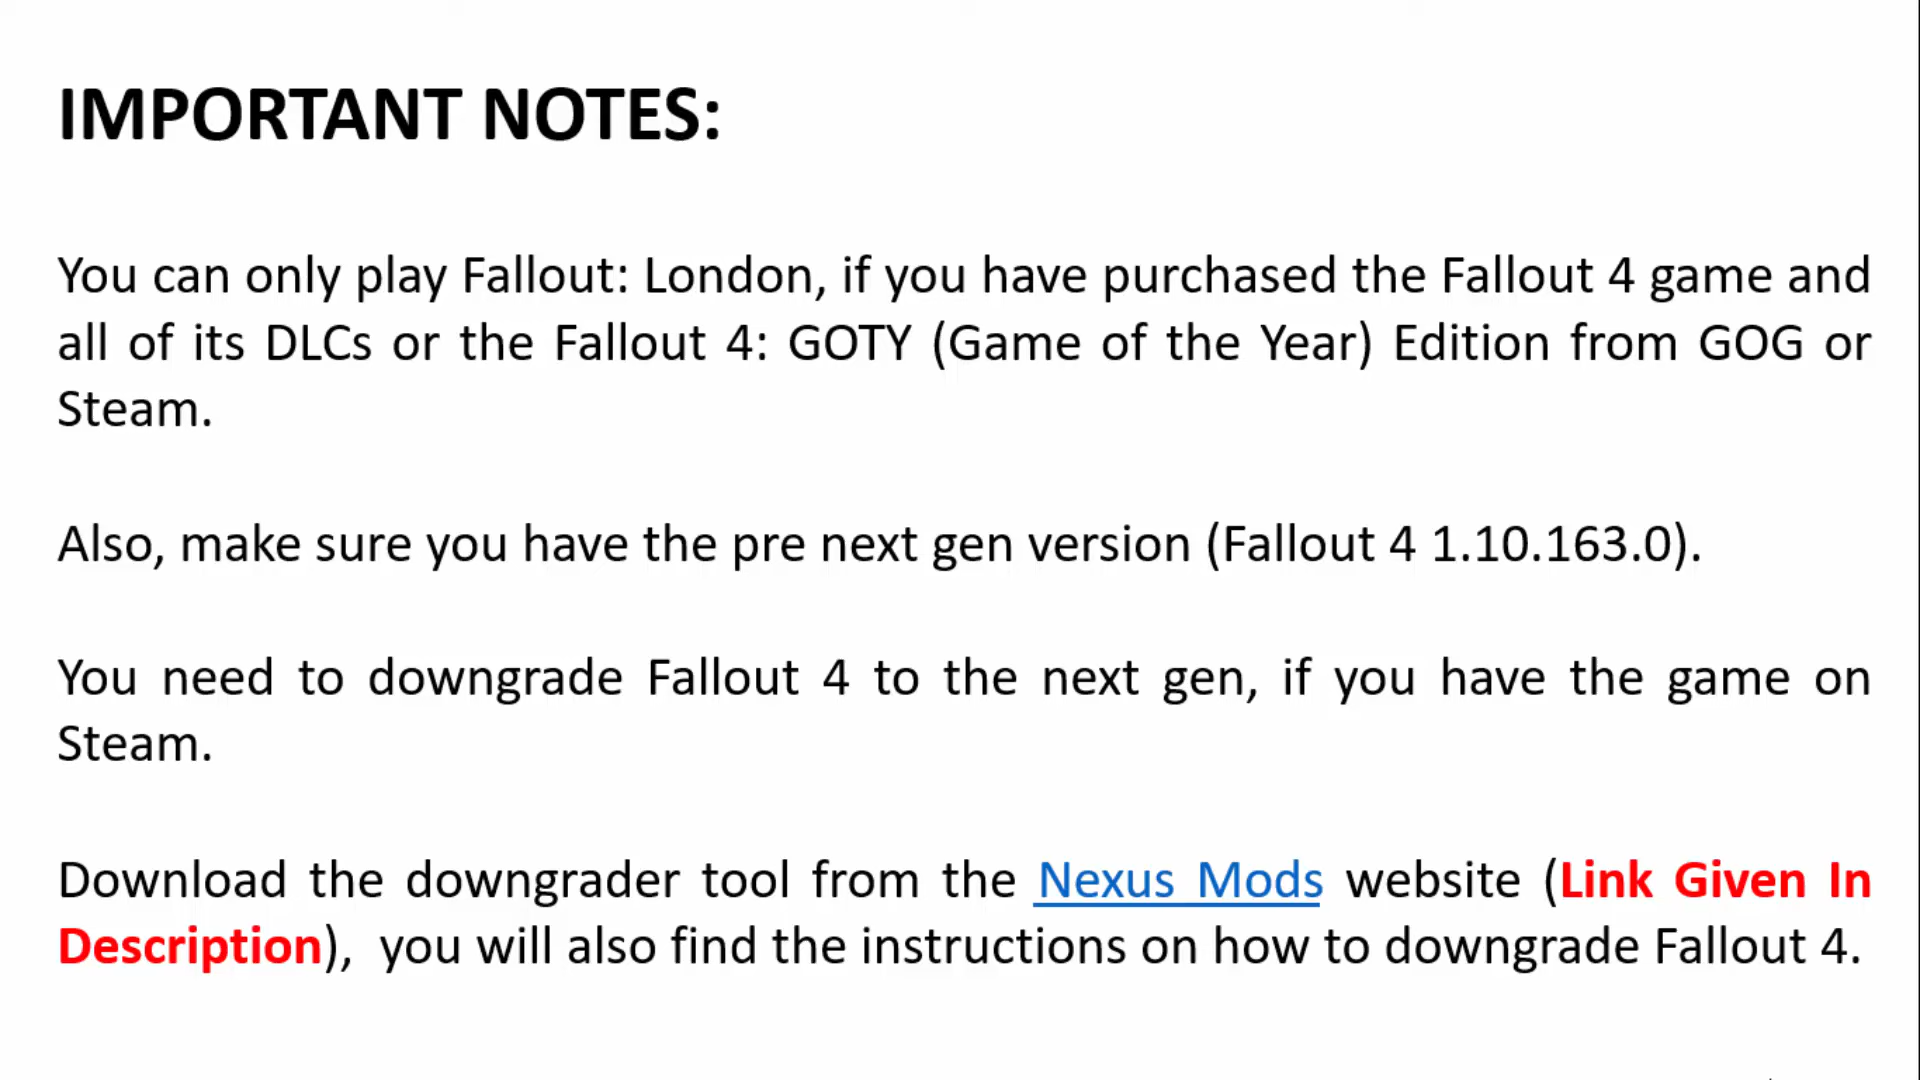 IMPORTANT NOTES:
You can only play Fallout: London, if you have purchased the Fallout 4 game and
all of its DLCs or the Fallout 4: GOTY (Game of the Year) Edition from GOG or
Steam.
Also, make sure you have the pre next gen version (Fallout 4 1.10.163.0).
You need to downgrade Fallout 4 to the next gen, if you have the game on
Steam.
Download the downgrader tool from the Nexus Mods website (Link Given In
Description), you will also find the instructions on how to downgrade Fallout 4.